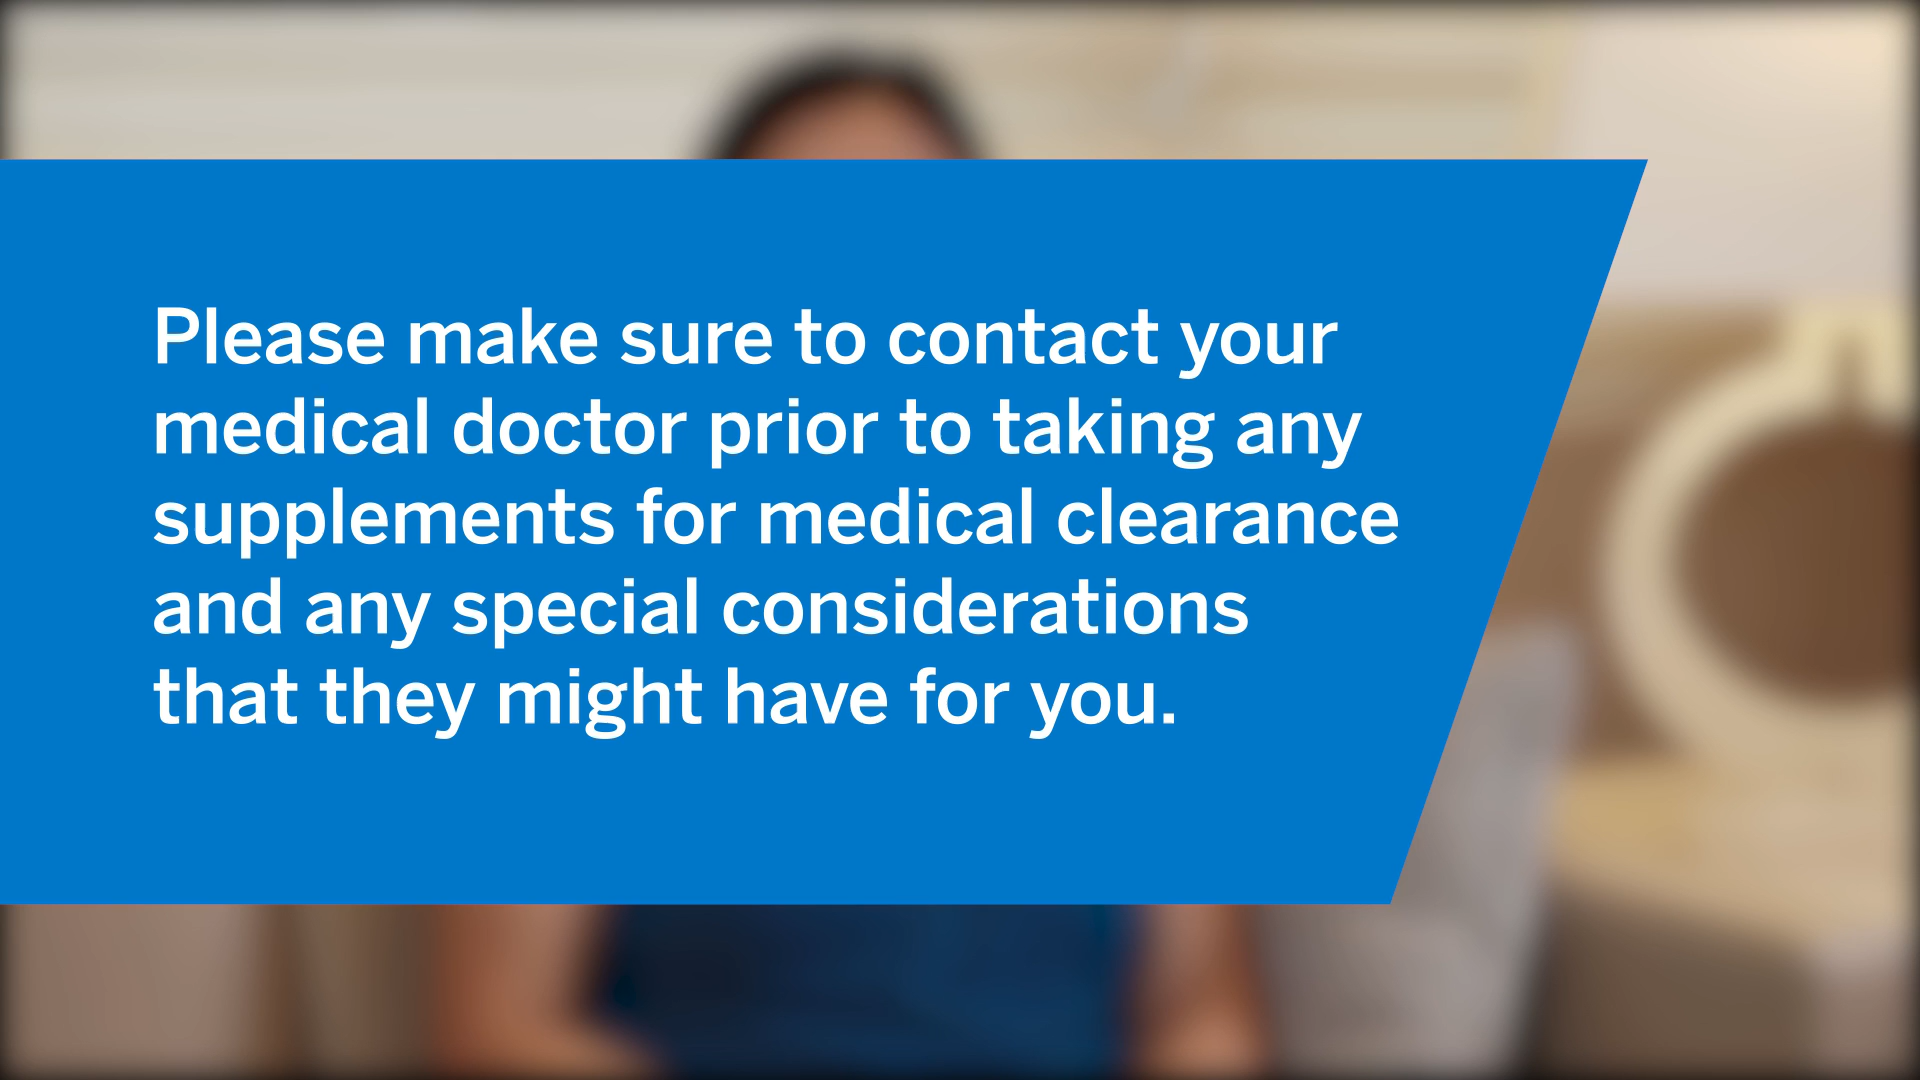 Please make sure to contact your
medical doctor prior to taking any
supplements for medical clearance
and any special considerations
that they might have for you.